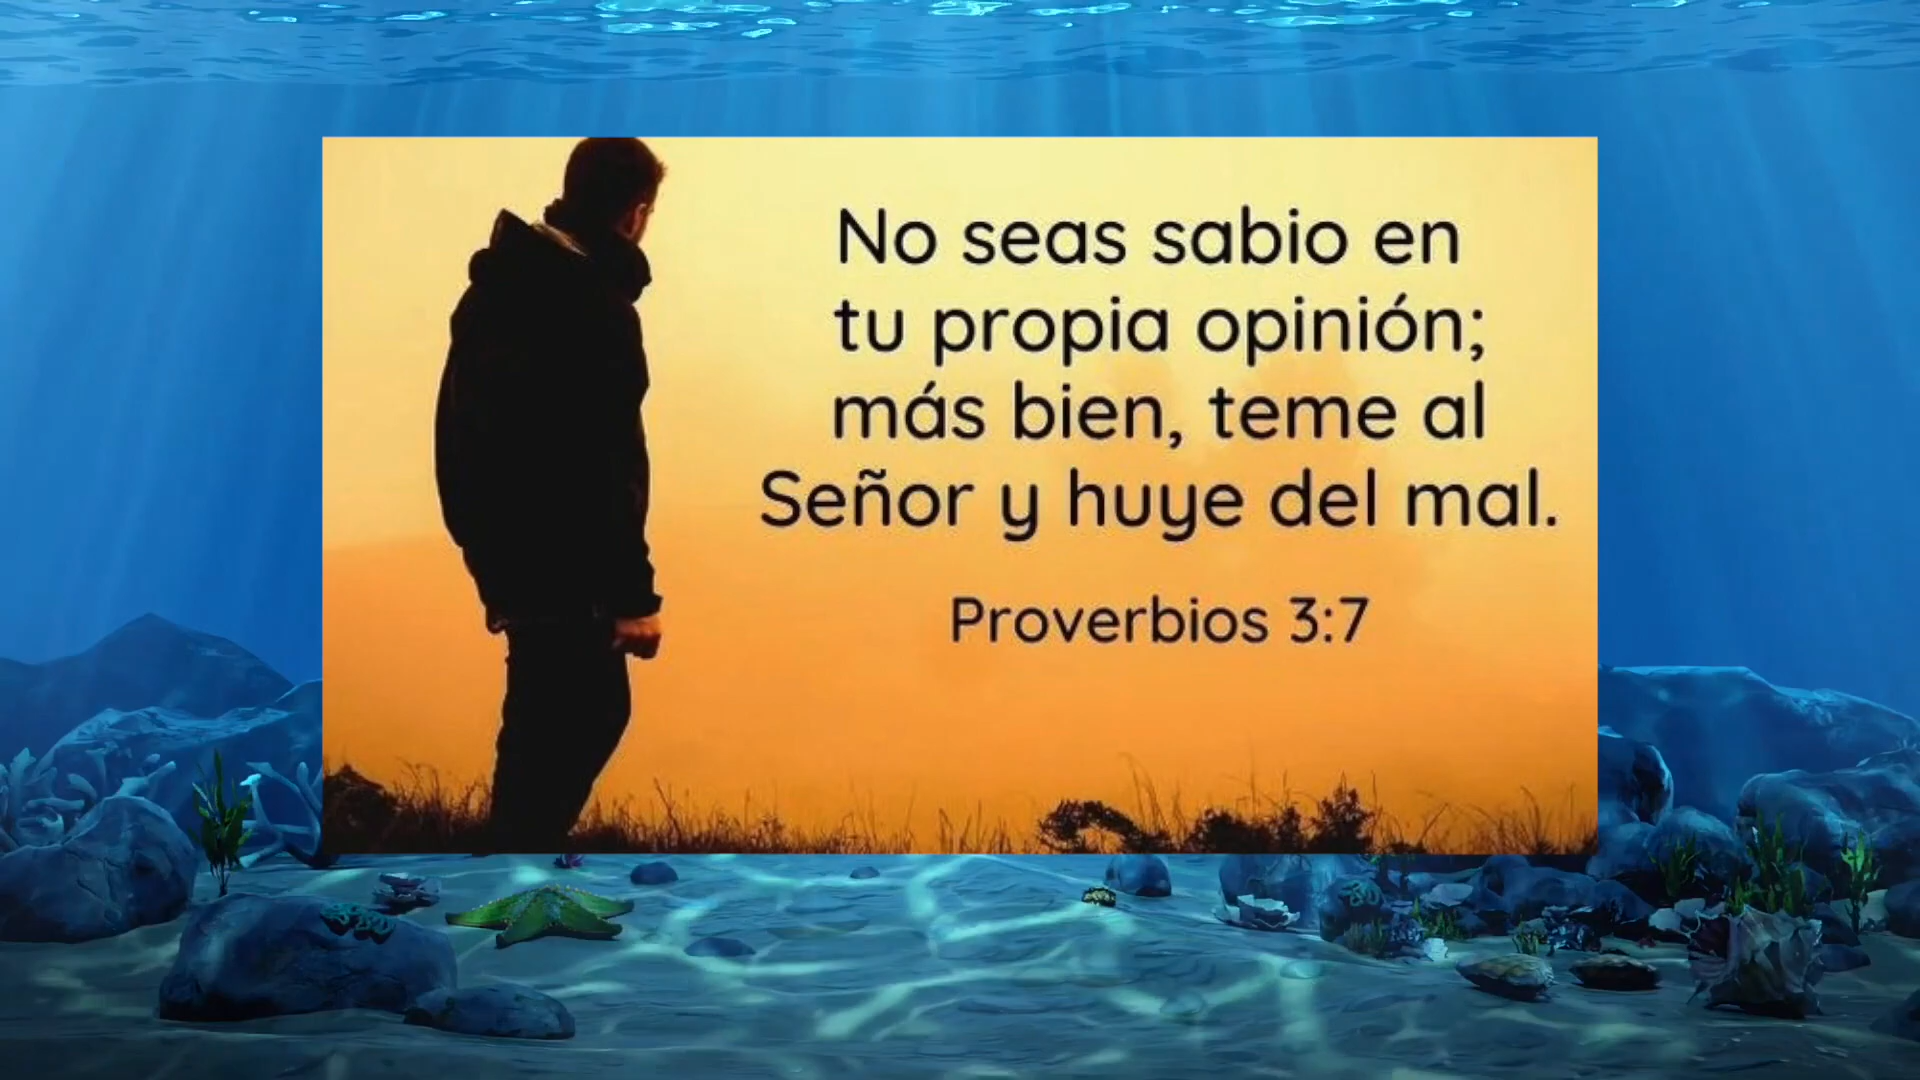 No seas sabio en
tu propia opinión;
más bien, teme al
Señor y huye del mal.
Proverbios 3:7